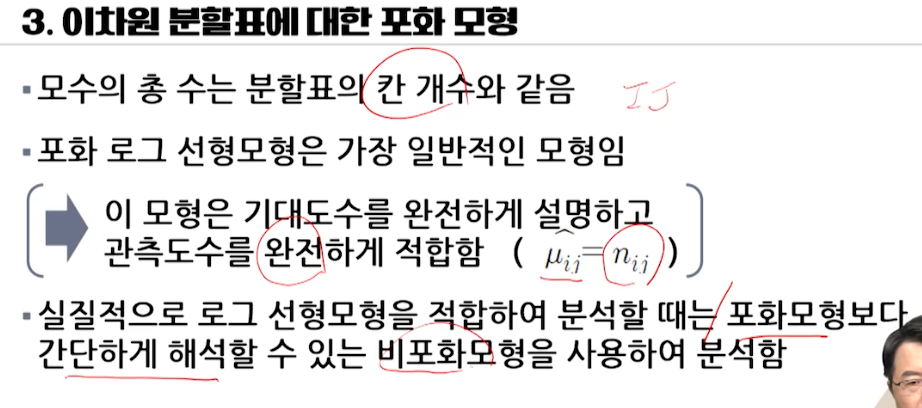 3. 이차원 분할표에 대한 포화 모형
▪모수의 총 수는 분할표의 칸 개수와 같음 IJ
▪포화 로그 선형모형은 가장 일반적인 모형임
이 모형은 기대도수를 완전하게 설명하고
관측도수를 완전하게 적합함 ( $\widehat{\mu_{ij}} = n_{ij}$ )
▪실질적으로 로그 선형모형을 적합하여 분석할 때는 포화모형보다
간단하게 해석할 수 있는 비포화모형을 사용하여 분석함